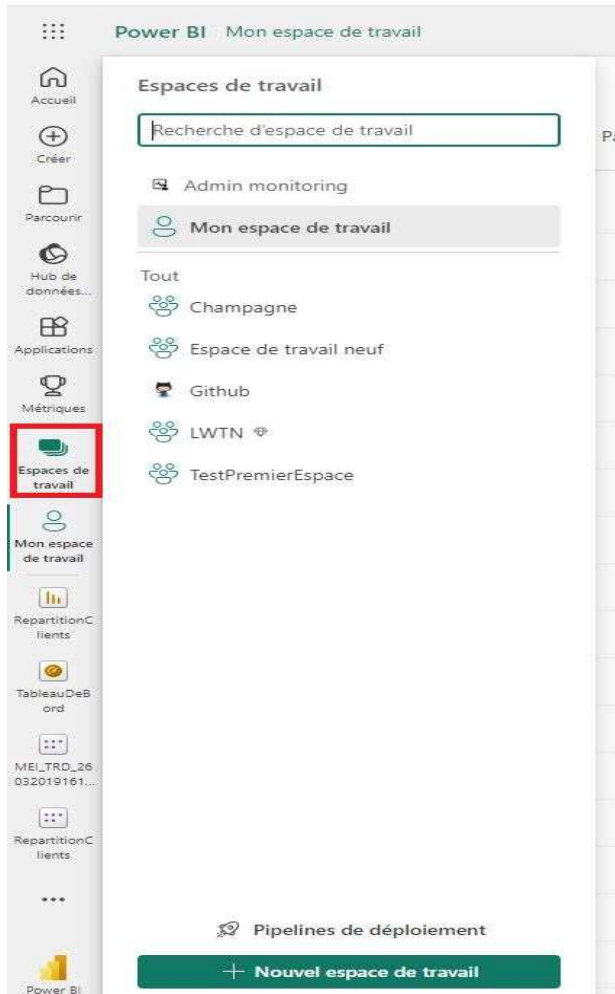 Power BI Mon espace de travail
Accueil
Créer
Parcourir
Hub de
données...
Applications
Métriques
Espaces de
travail
Mon espace
de travail
RepartitionC
lients
TableauDeB
ord
MEI_TRD_26
032019161...
RepartitionC
lients
...
Power BI
Espaces de travail
Recherche d'espace de travail
Admin monitoring
Mon espace de travail
Tout
Champagne
Espace de travail neuf
Github
LWTN
TestPremierEspace
Pipelines de déploiement
+ Nouvel espace de travail